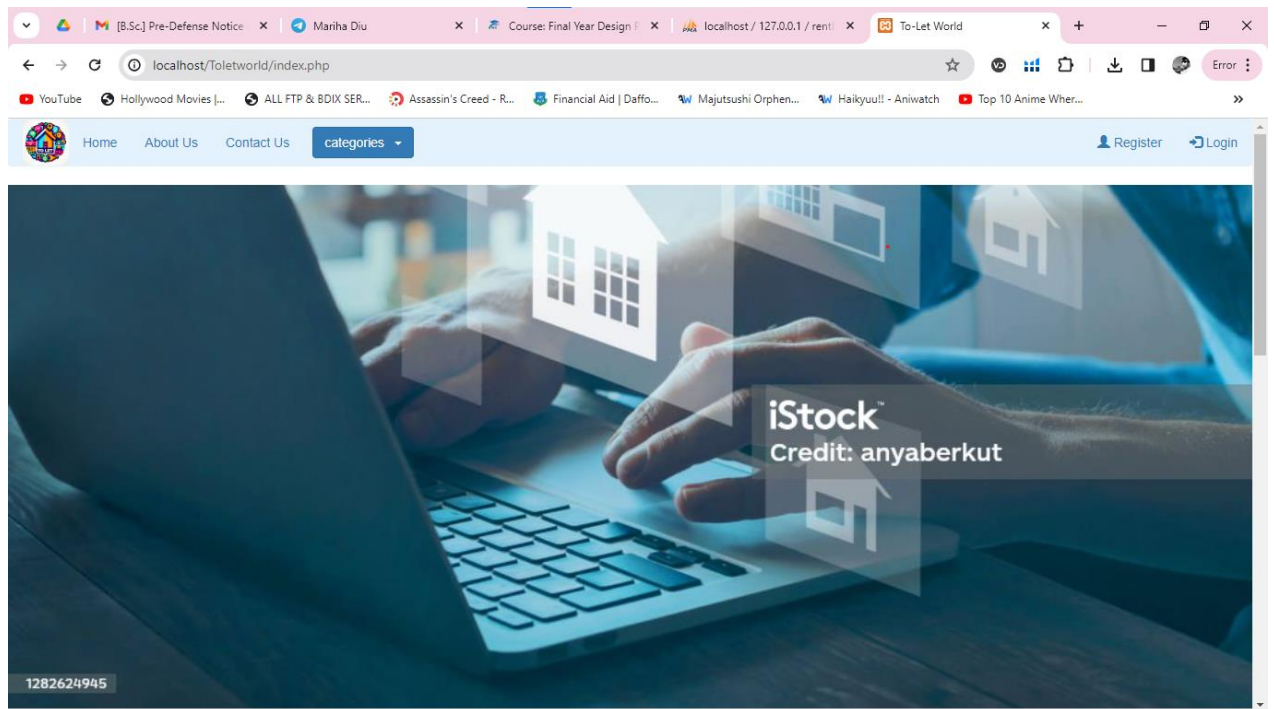 [B.Sc.] Pre-Defense Notice
Mariha Diu
Course: Final Year Design P
localhost / 127.0.0.1 / renti
To-Let World
localhost/Toletworld/index.php
Error
YouTube
Hollywood Movies |...
ALL FTP & BDIX SER...
Assassin's Creed - R...
Financial Aid | Daffo...
Majutsushi Orphen...
Haikyuu!! - Aniwatch
Top 10 Anime Wher...
Home
About Us
Contact Us
categories
Register
Login
iStock™
Credit: anyaberkut
1282624945